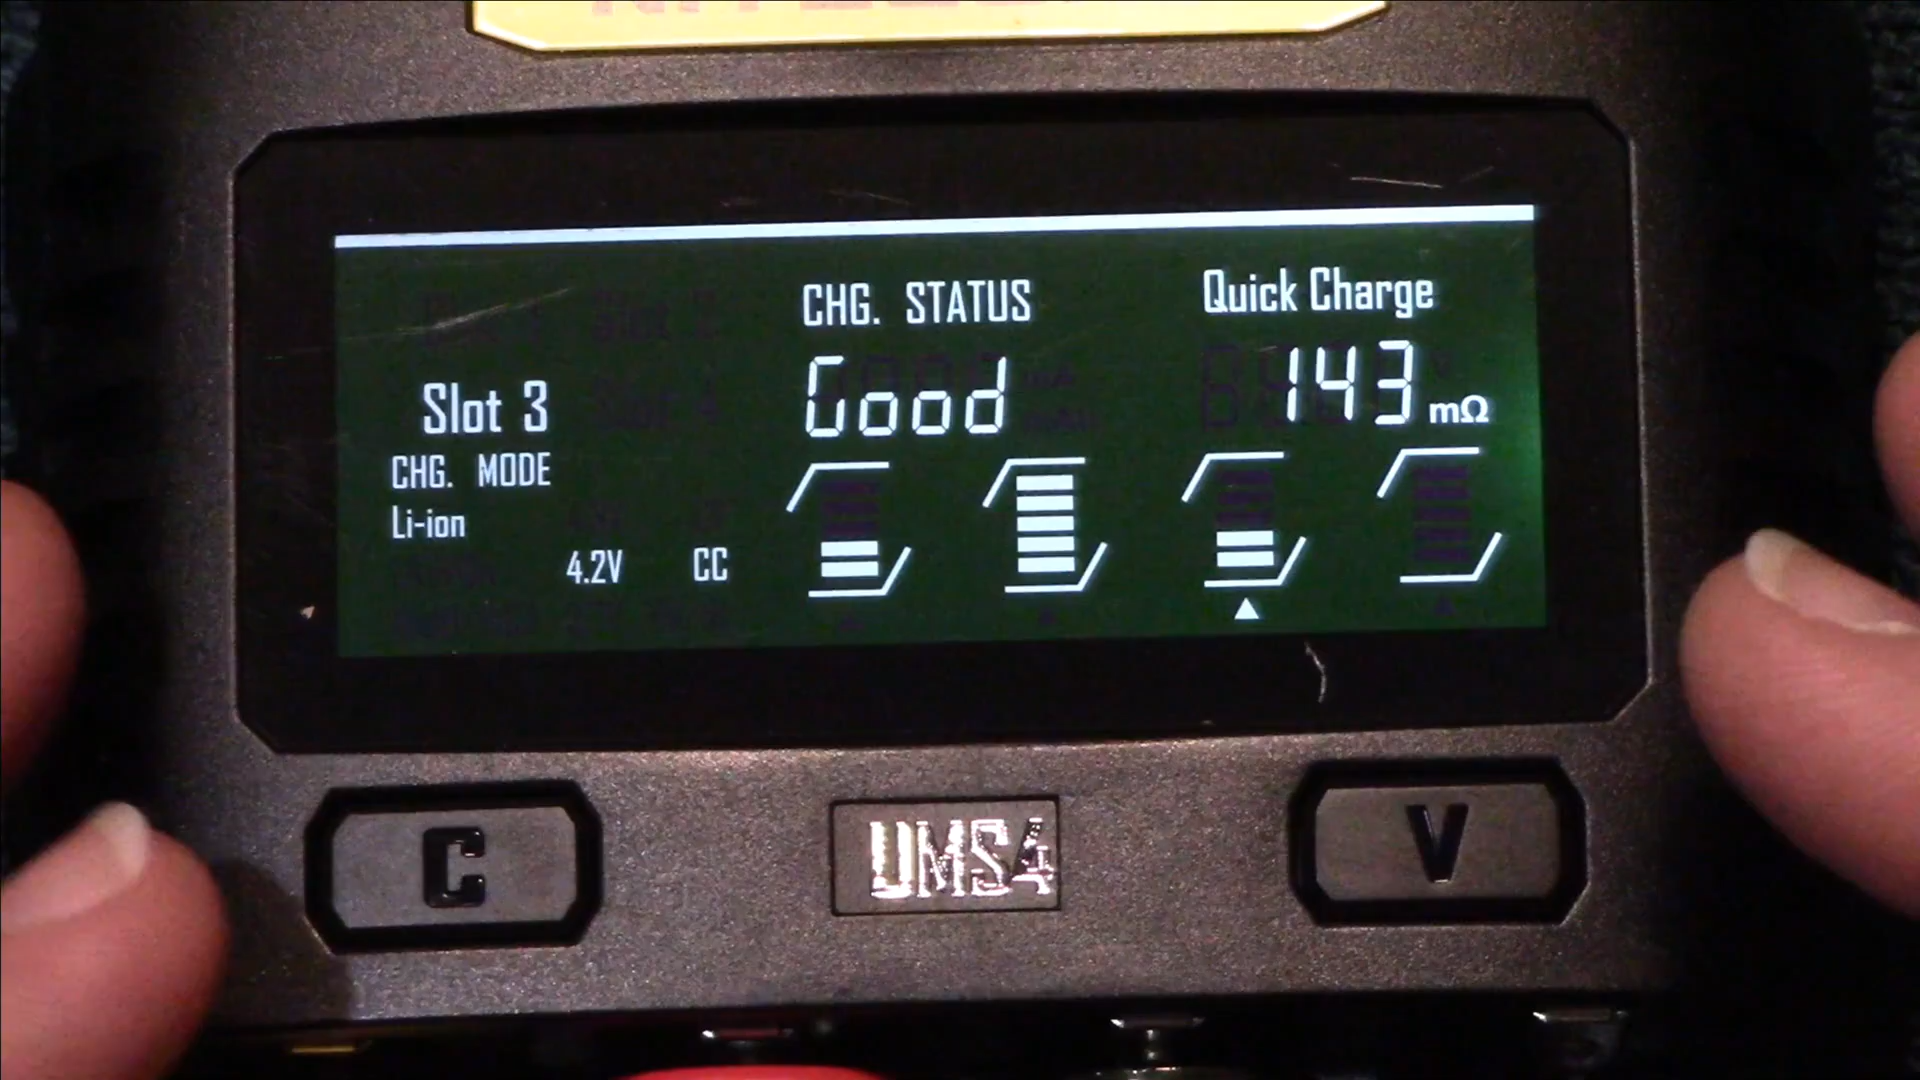 CHG. STATUS
Quick Charge
Good
143 mΩ
Slot 3
CHG. MODE
Li-ion
4.2V CC
C
UMS4
V